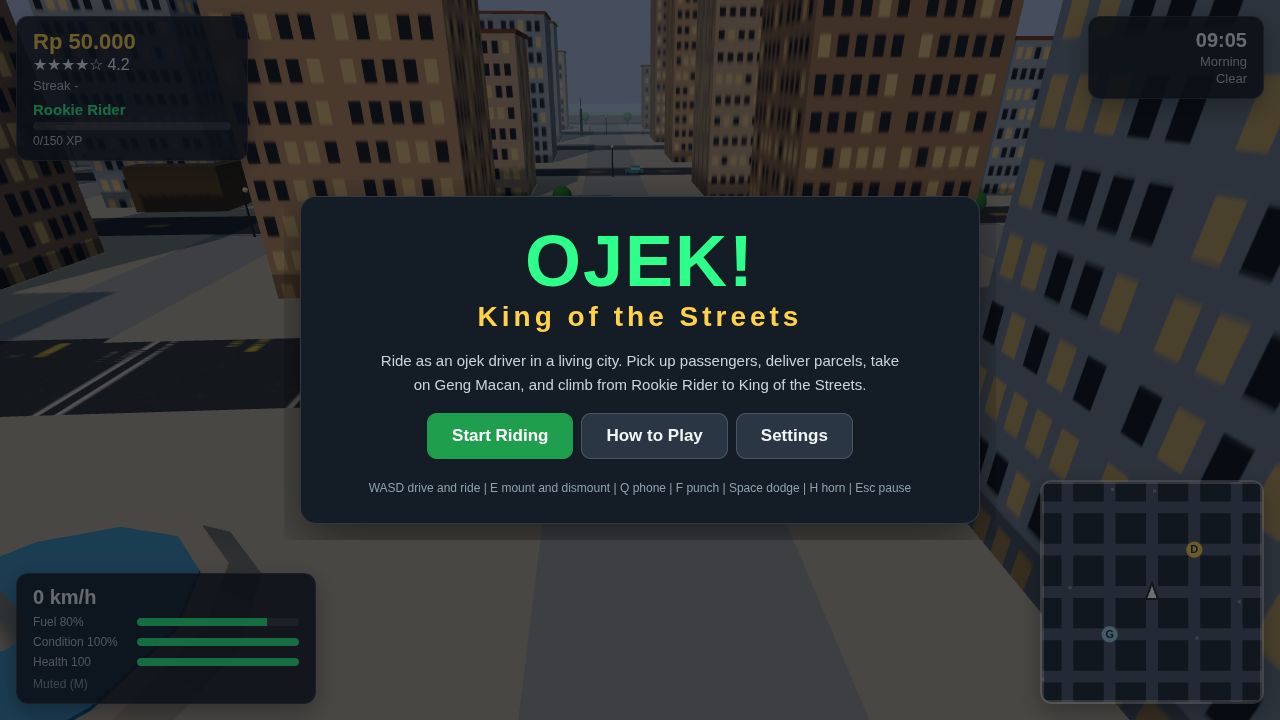 Rp 50.000
★★★★☆ 4.2
Streak -
Rookie Rider
0/150 XP
09:05
Morning
Clear
OJEK!
King of the Streets
Ride as an ojek driver in a living city. Pick up passengers, deliver parcels, take
on Geng Macan, and climb from Rookie Rider to King of the Streets.
Start Riding
How to Play
Settings
WASD drive and ride | E mount and dismount | Q phone | F punch | Space dodge | H horn | Esc pause
0 km/h
Fuel 80%
Condition 100%
Health 100
Muted (M)
D
G